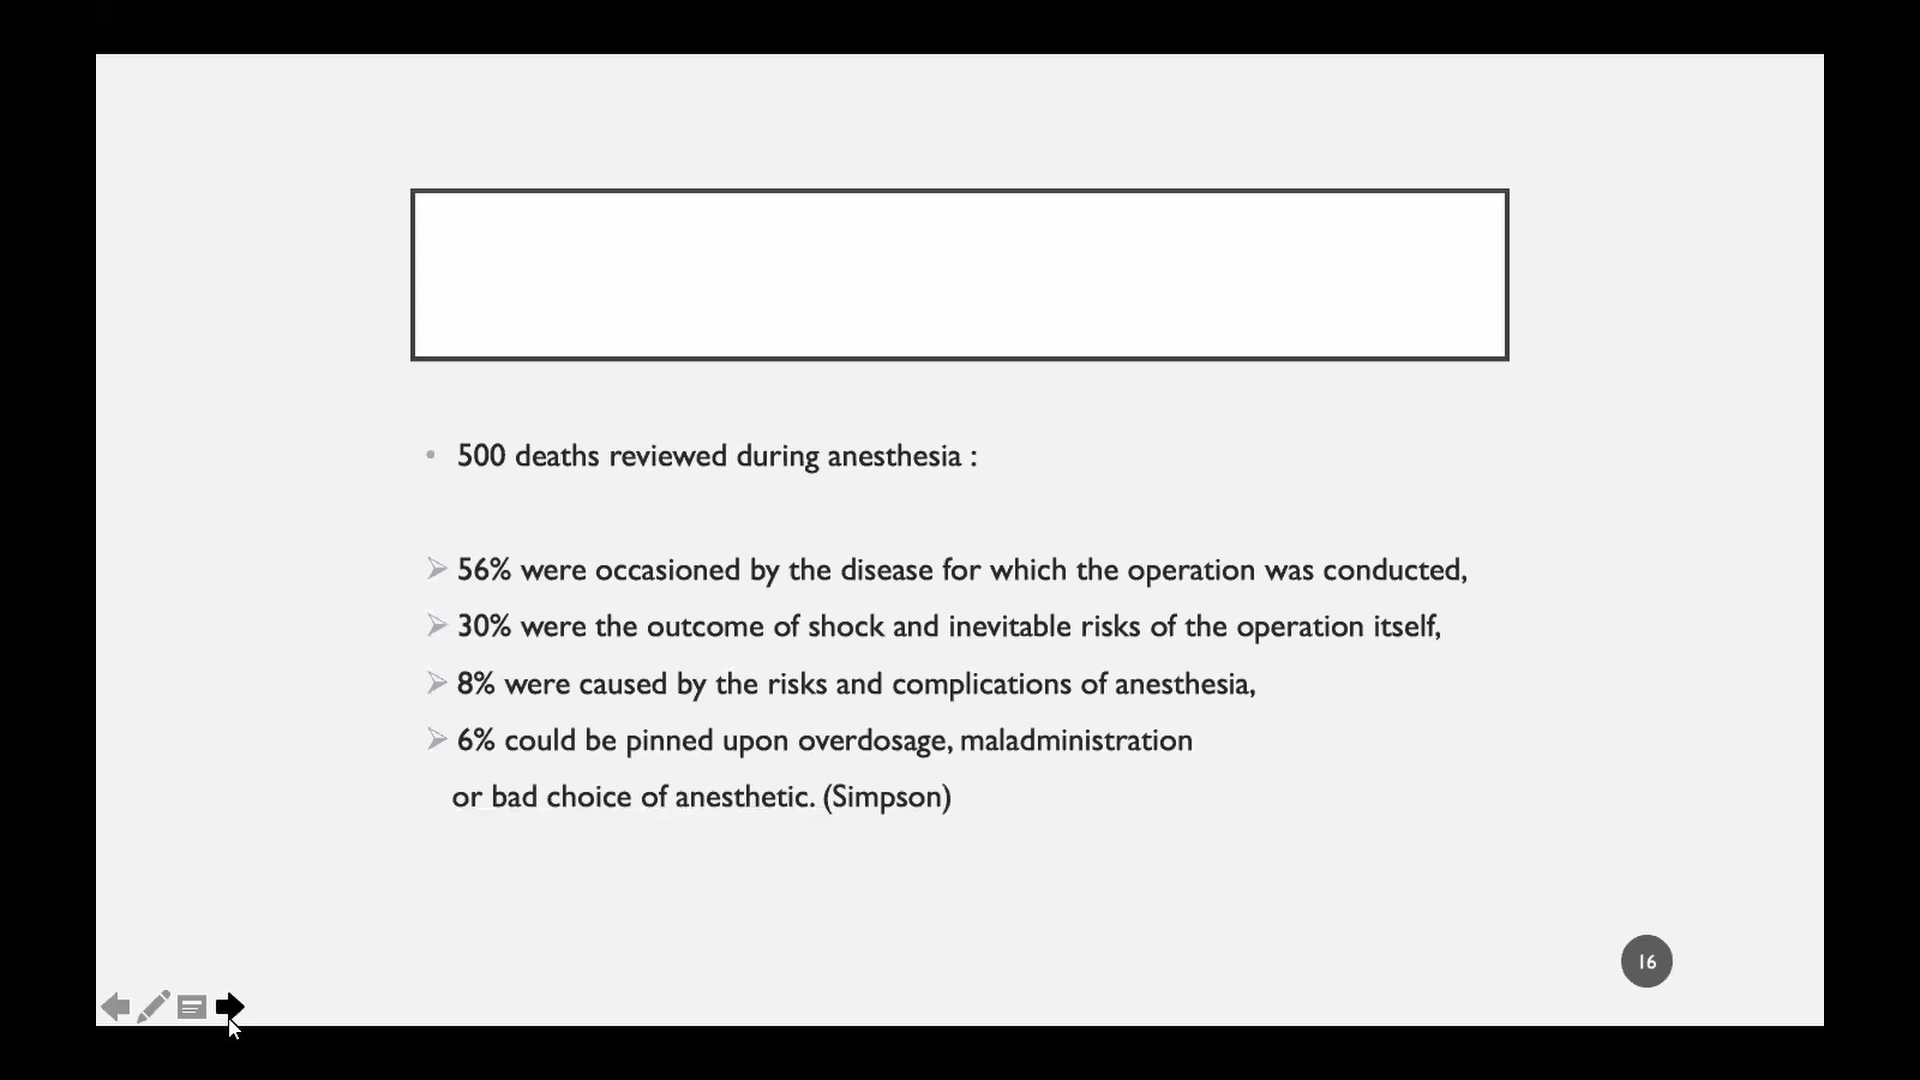 500 deaths reviewed during anesthesia :
56% were occasioned by the disease for which the operation was conducted,
30% were the outcome of shock and inevitable risks of the operation itself,
8% were caused by the risks and complications of anesthesia,
6% could be pinned upon overdosage, maladministration
or bad choice of anesthetic. (Simpson)
16